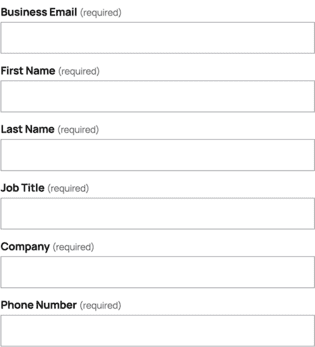 Business Email (required)
First Name (required)
Last Name (required)
Job Title (required)
Company (required)
Phone Number (required)